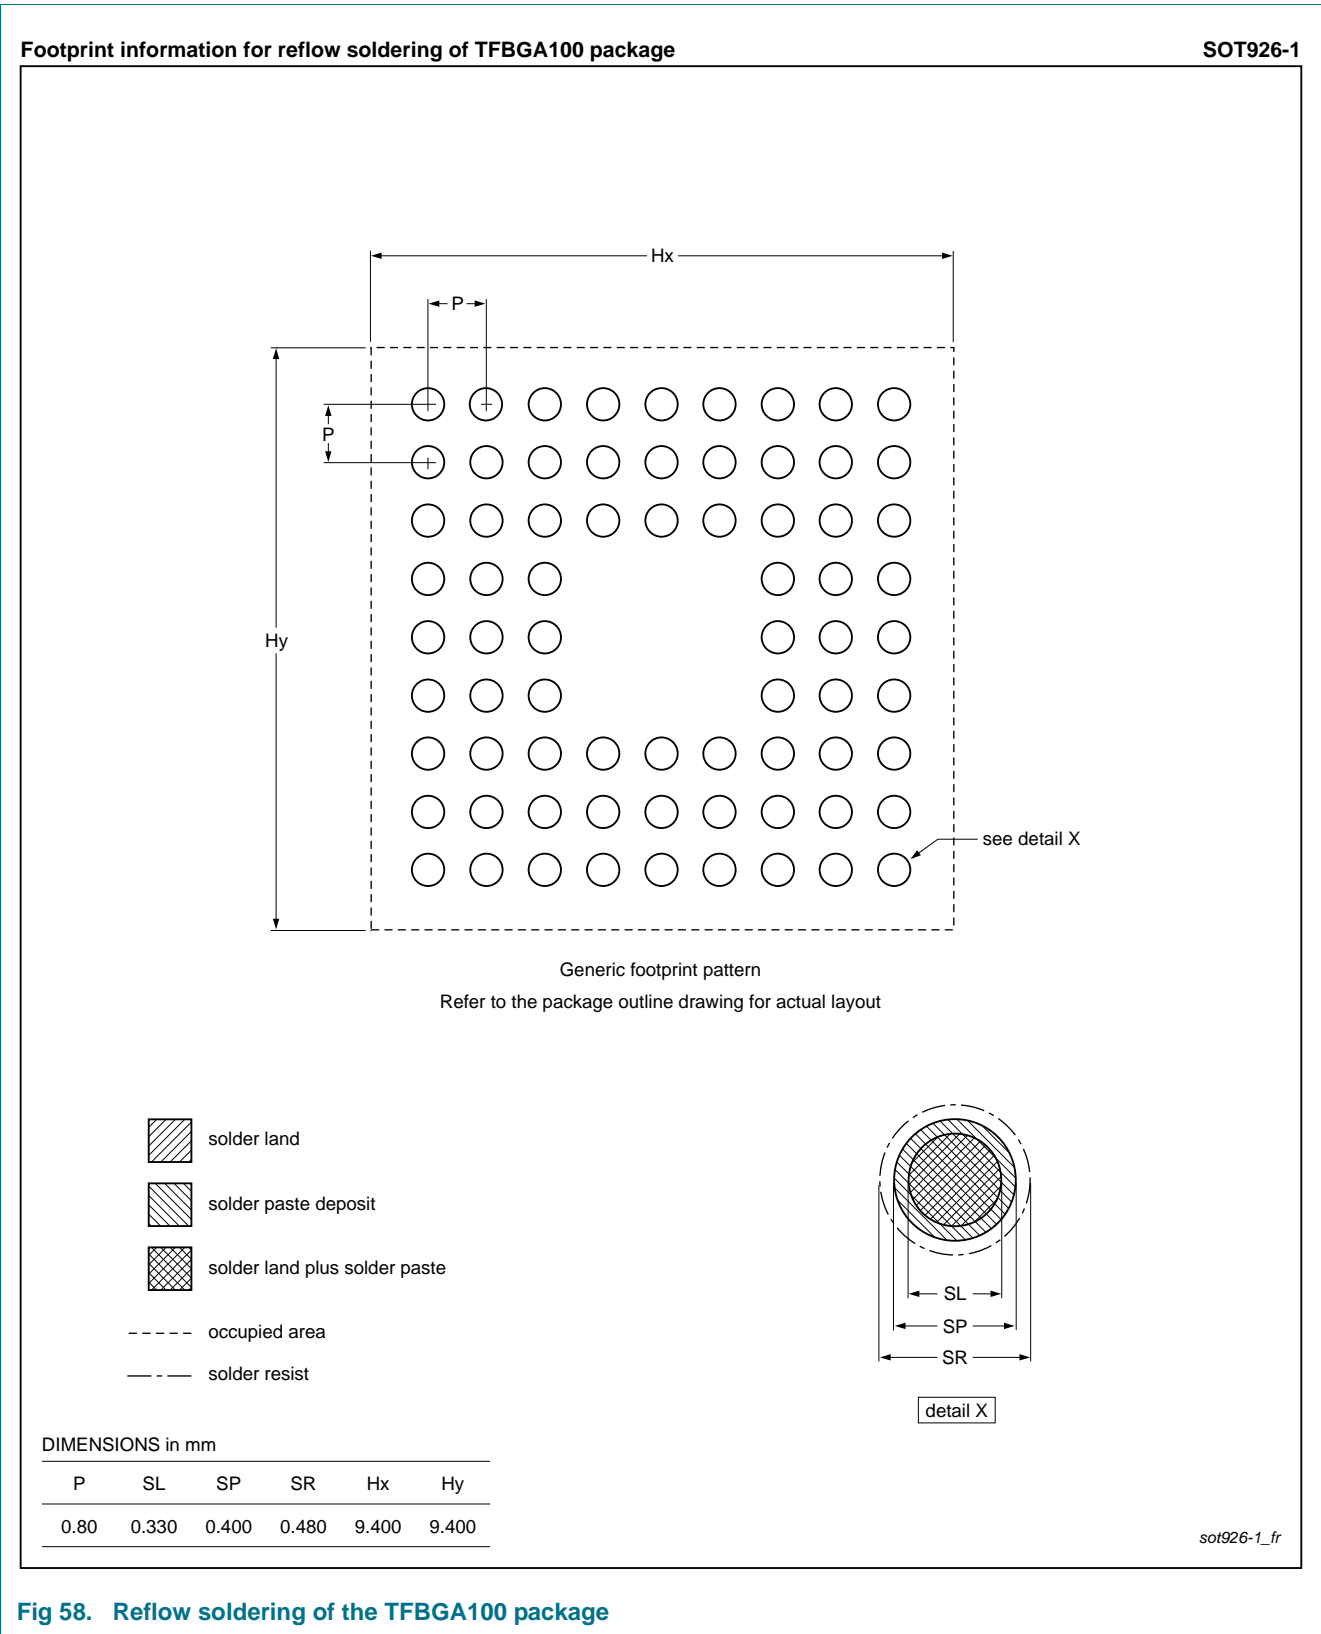 Footprint information for reflow soldering of TFBGA100 package SOT926-1
Hx
P
P
Hy
see detail X
Generic footprint pattern
Refer to the package outline drawing for actual layout
solder land
solder paste deposit
solder land plus solder paste
occupied area
solder resist
SL
SP
SR
detail X
DIMENSIONS in mm
P SL SP SR Hx Hy
0.80 0.330 0.400 0.480 9.400 9.400
sot926-1_fr
Fig 58. Reflow soldering of the TFBGA100 package